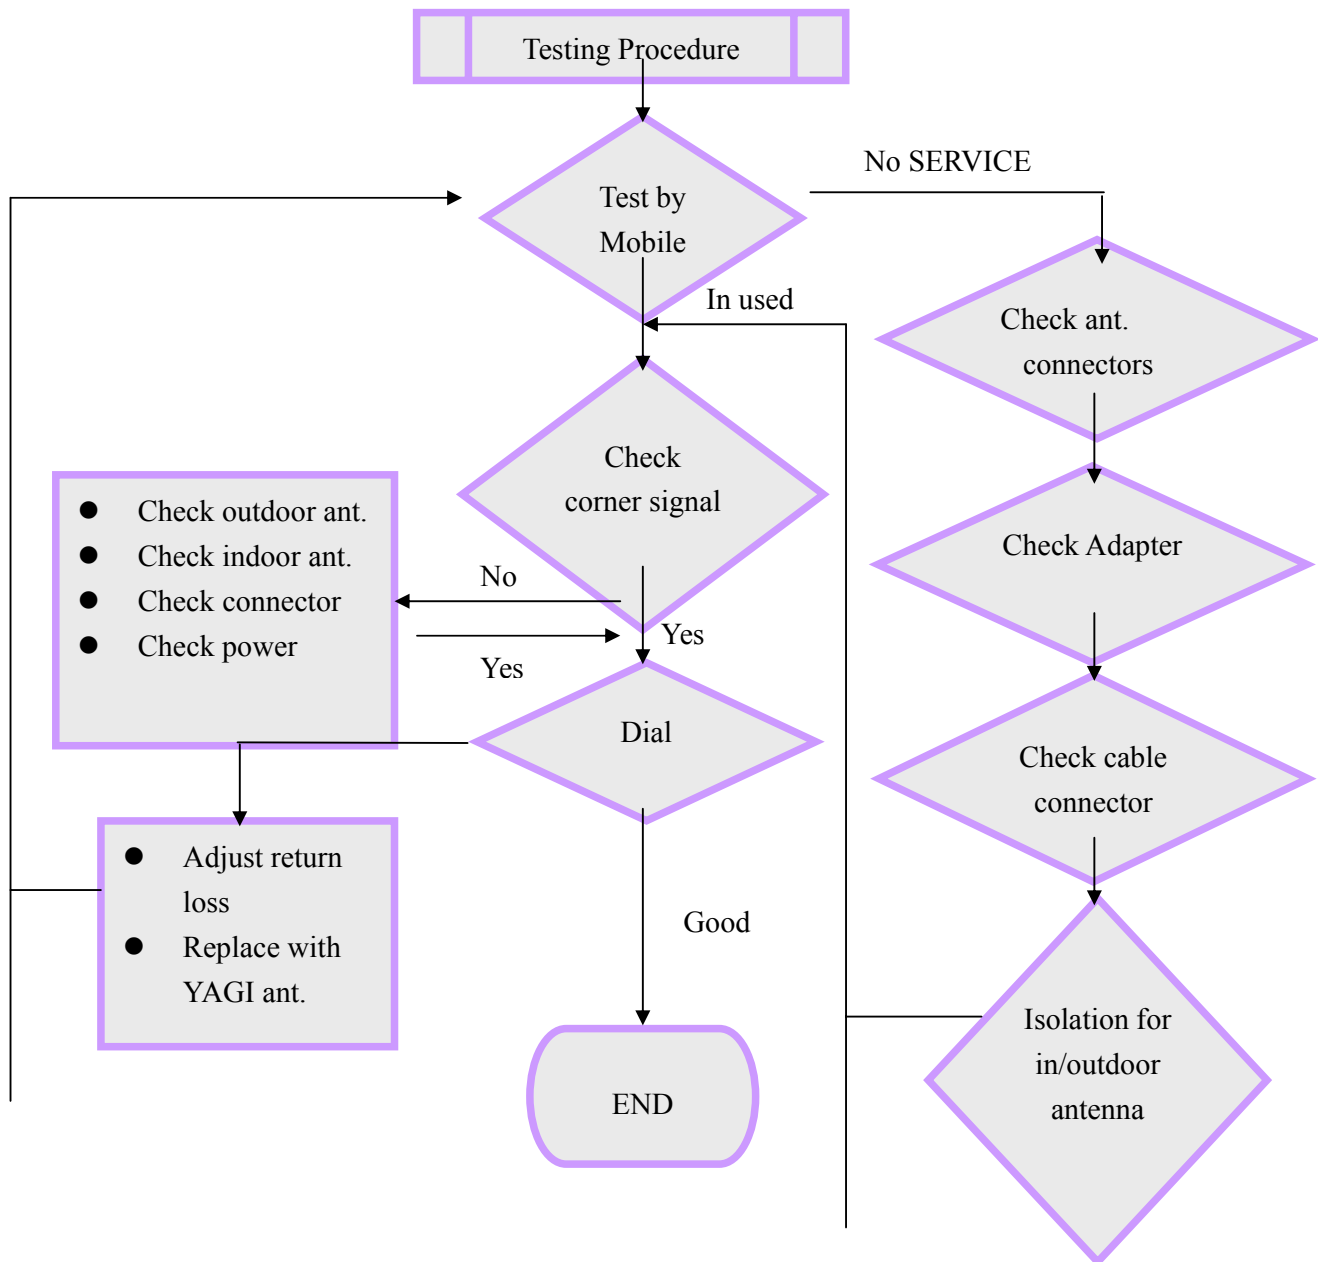 Testing Procedure
No SERVICE
Test by
Mobile
In used
Check ant.
connectors
Check
corner signal
● Check outdoor ant.
● Check indoor ant.
● Check connector
● Check power
No
Yes
Yes
Check Adapter
Dial
Check cable
connector
● Adjust return
loss
● Replace with
YAGI ant.
Good
Isolation for
in/outdoor
antenna
END